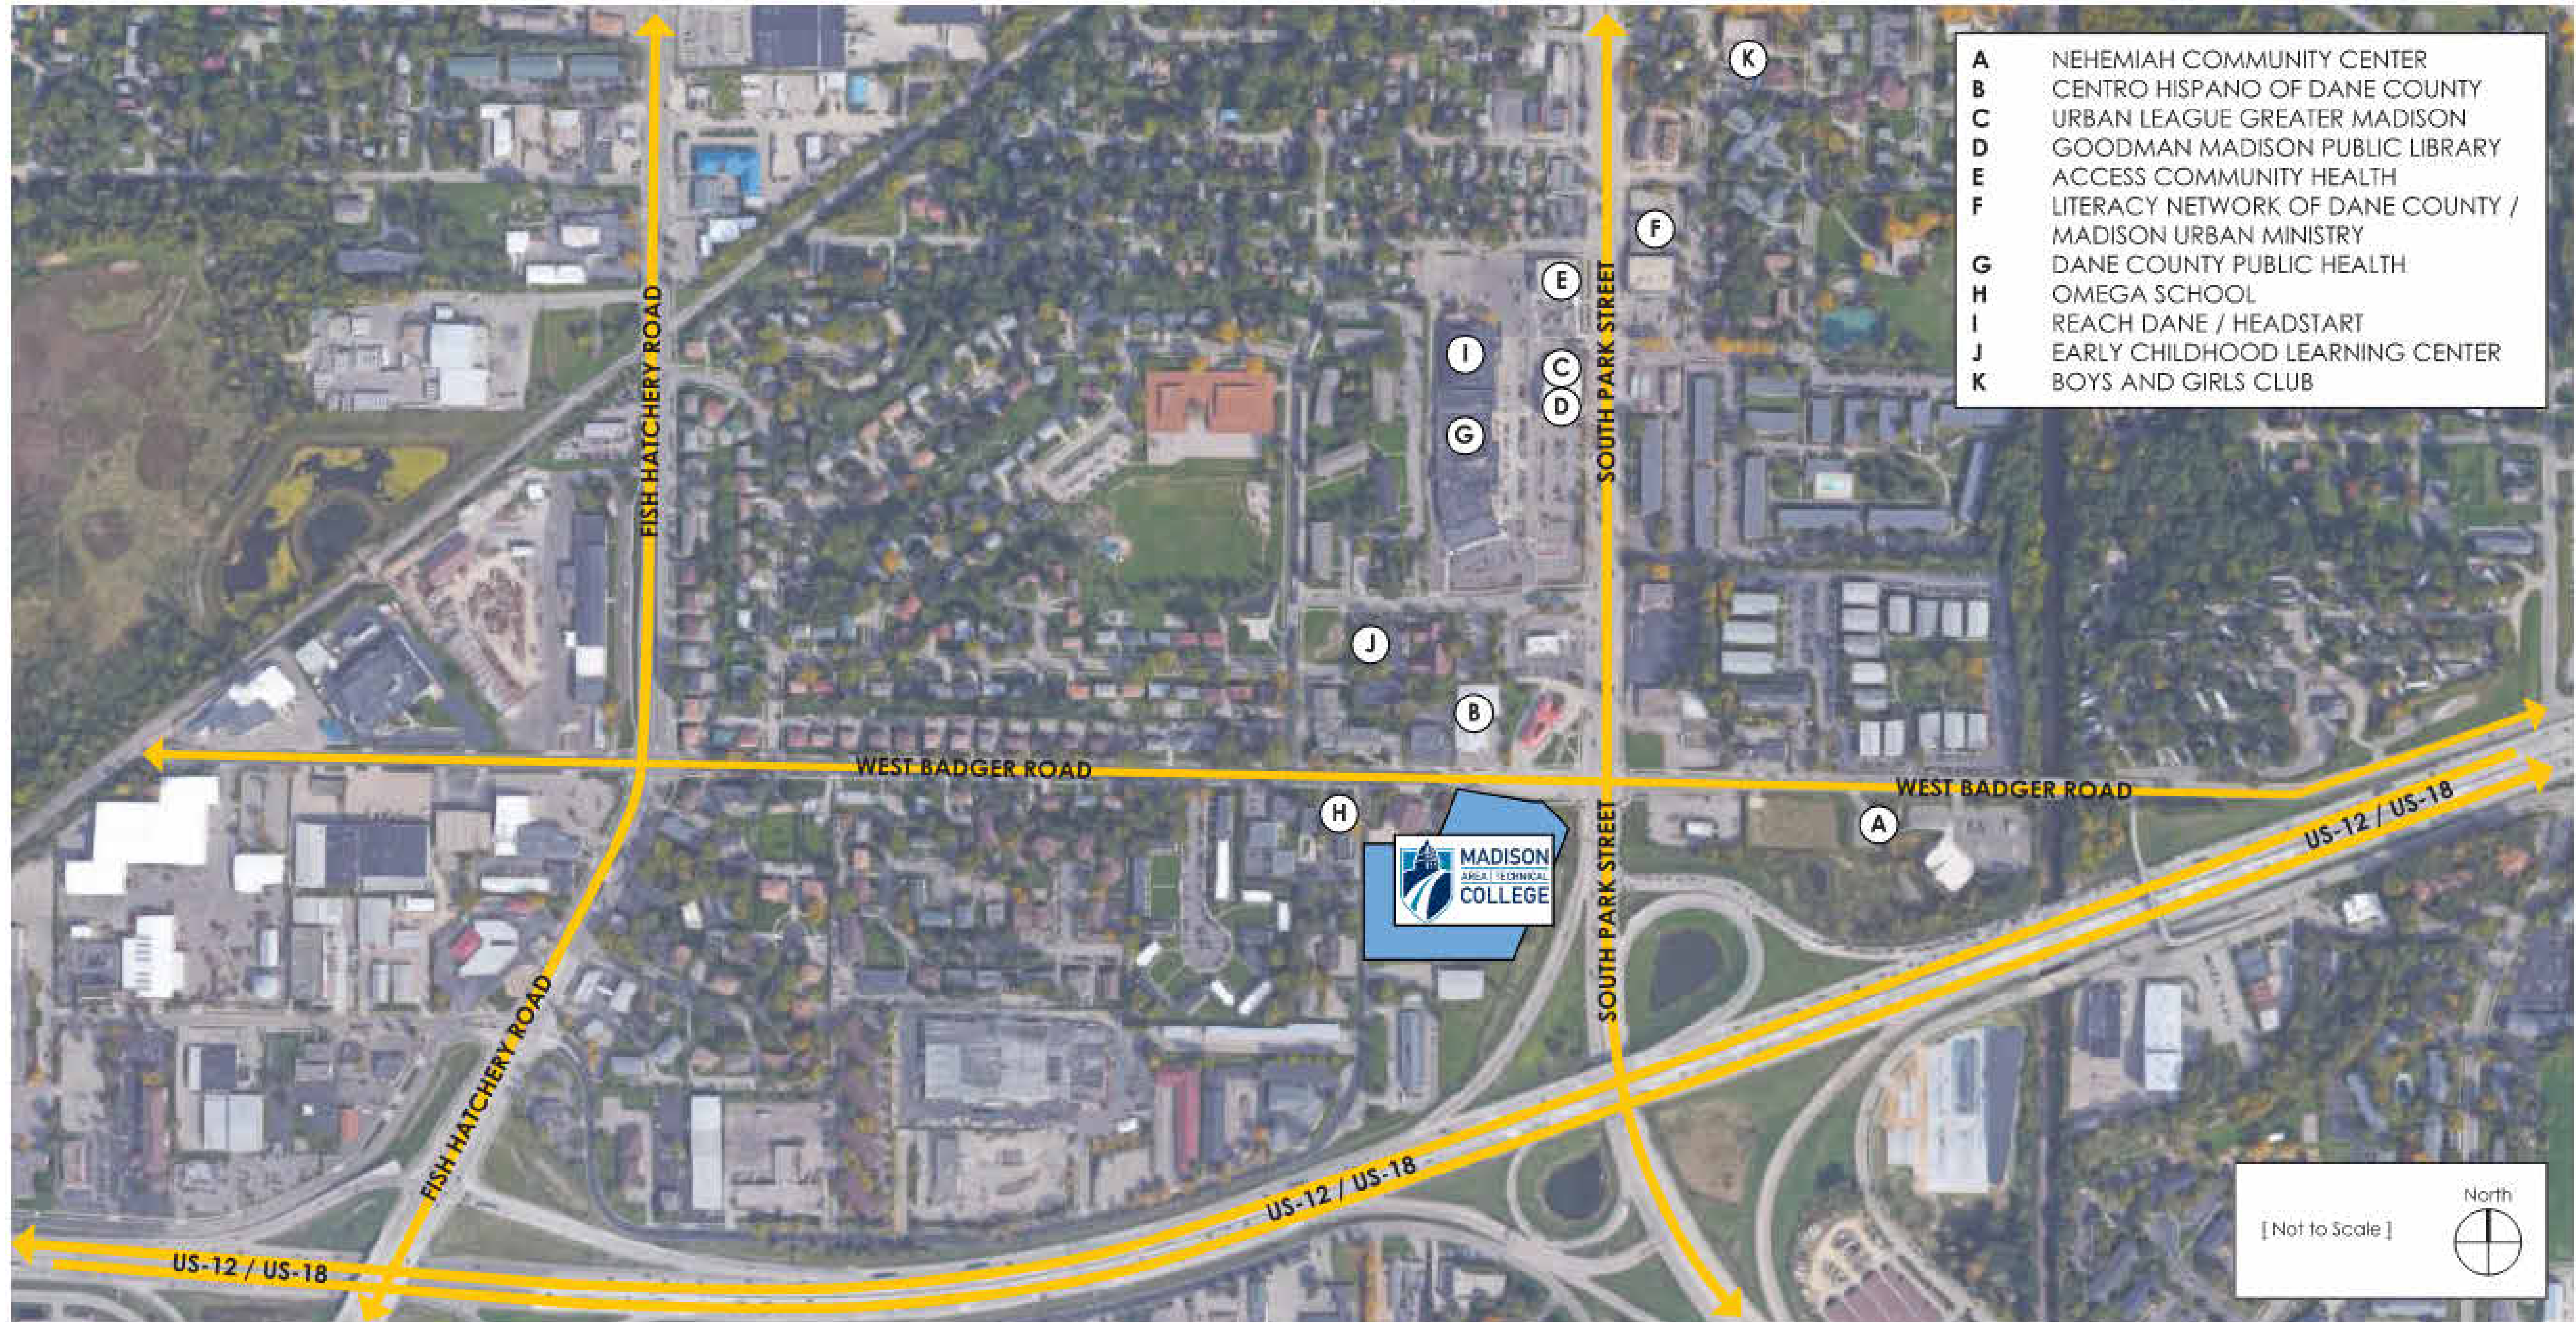 K
A NEHEMIAH COMMUNITY CENTER
B CENTRO HISPANO OF DANE COUNTY
C URBAN LEAGUE GREATER MADISON
D GOODMAN MADISON PUBLIC LIBRARY
E ACCESS COMMUNITY HEALTH
F LITERACY NETWORK OF DANE COUNTY /
MADISON URBAN MINISTRY
G DANE COUNTY PUBLIC HEALTH
H OMEGA SCHOOL
I REACH DANE / HEADSTART
J EARLY CHILDHOOD LEARNING CENTER
K BOYS AND GIRLS CLUB
F
E
FISH HATCHERY ROAD
SOUTH PARK STREET
I
C
D
G
J
B
WEST BADGER ROAD
WEST BADGER ROAD
H
A
US-12 / US-18
MADISON
AREA TECHNICAL
COLLEGE
SOUTH PARK STREET
FISH HATCHERY ROAD
US-12 / US-18
US-12 / US-18
North
[ Not to Scale ]